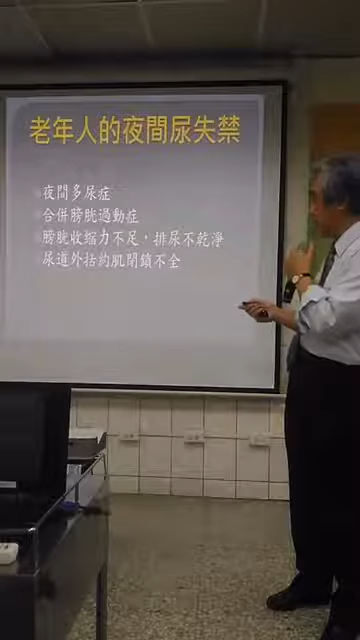 老年人的夜間尿失禁
夜間多尿症
合併膀胱過動症
膀胱收縮力不足，排尿不乾淨
尿道外括約肌閉鎖不全